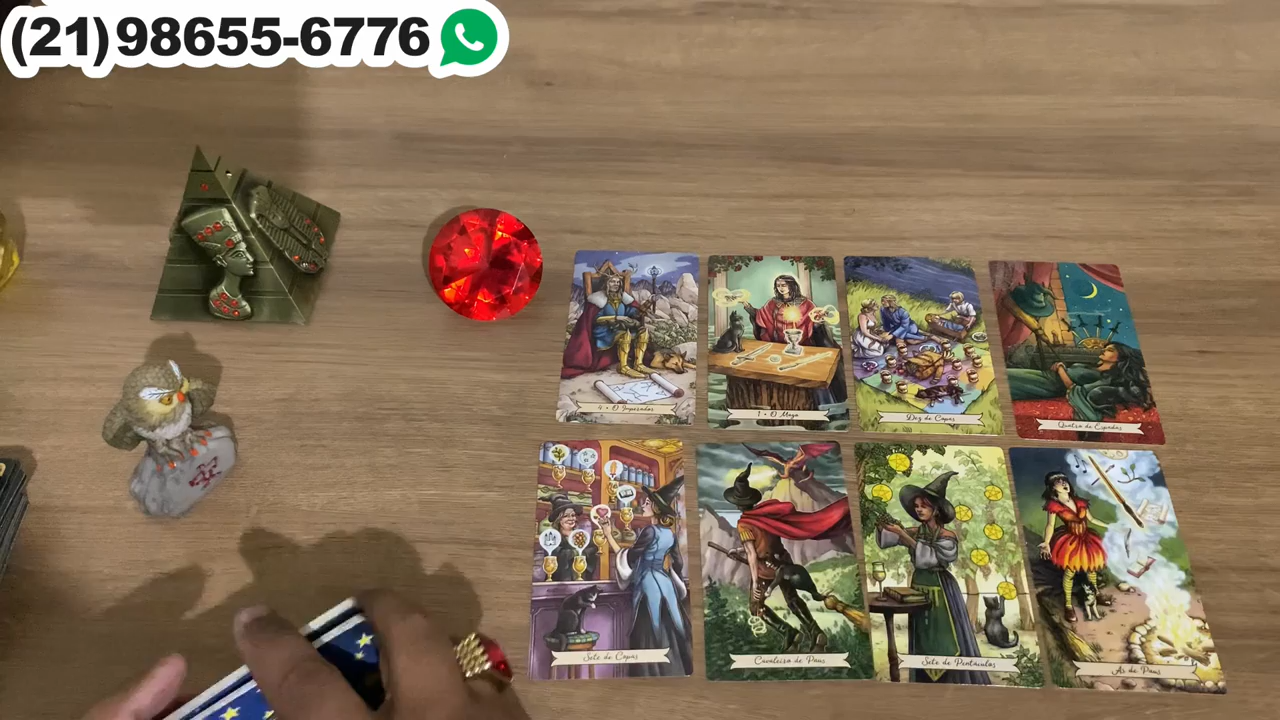 (21)98655-6776
4 • O Imperador
1 • O Mago
Dez de Copas
Quatro de Espadas
Sete de Copas
Cavaleiro de Paus
Sete de Pentáculos
Ás de Paus